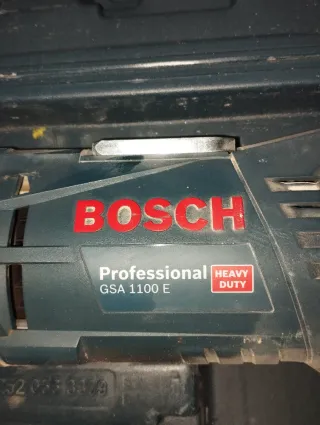 BOSCH
Professional
GSA 1100 E
HEAVY
DUTY